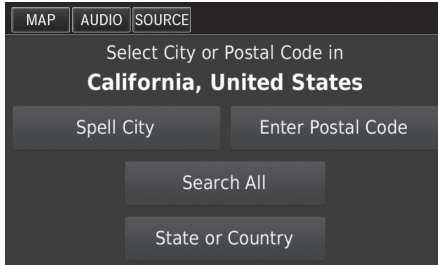 MAP AUDIO SOURCE
Select City or Postal Code in
California, United States
Spell City Enter Postal Code
Search All
State or Country